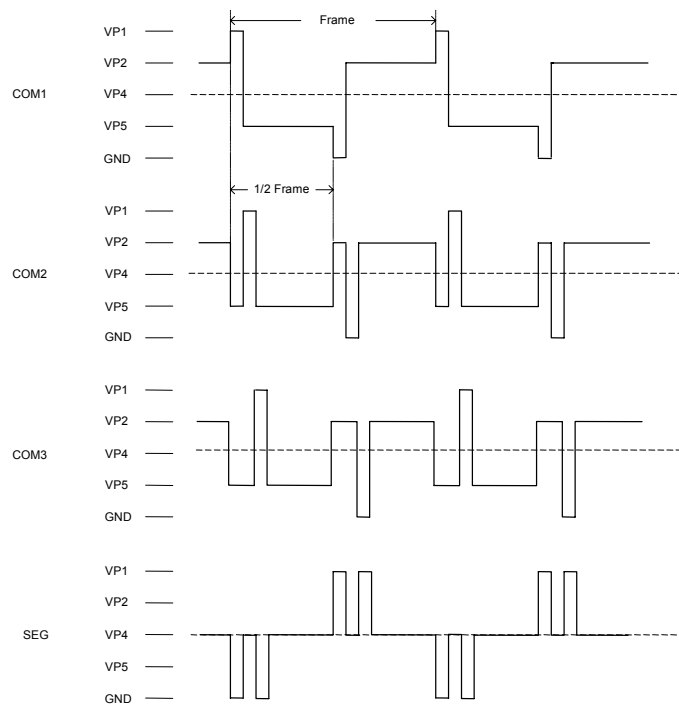 Frame
VP1
VP2
COM1
VP4
VP5
GND
1/2 Frame
VP1
VP2
COM2
VP4
VP5
GND
VP1
VP2
COM3
VP4
VP5
GND
VP1
VP2
SEG
VP4
VP5
GND